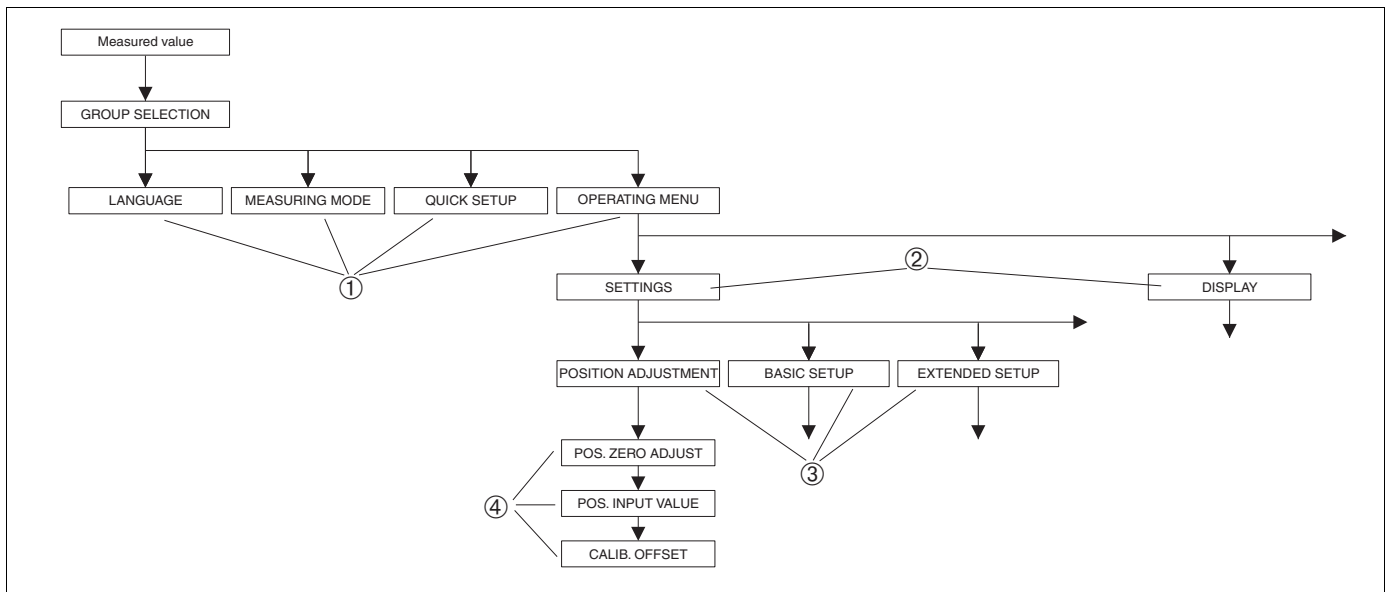 Measured value
GROUP SELECTION
LANGUAGE
MEASURING MODE
QUICK SETUP
OPERATING MENU
①
②
SETTINGS
DISPLAY
POSITION ADJUSTMENT
BASIC SETUP
EXTENDED SETUP
③
④
POS. ZERO ADJUST
POS. INPUT VALUE
CALIB. OFFSET